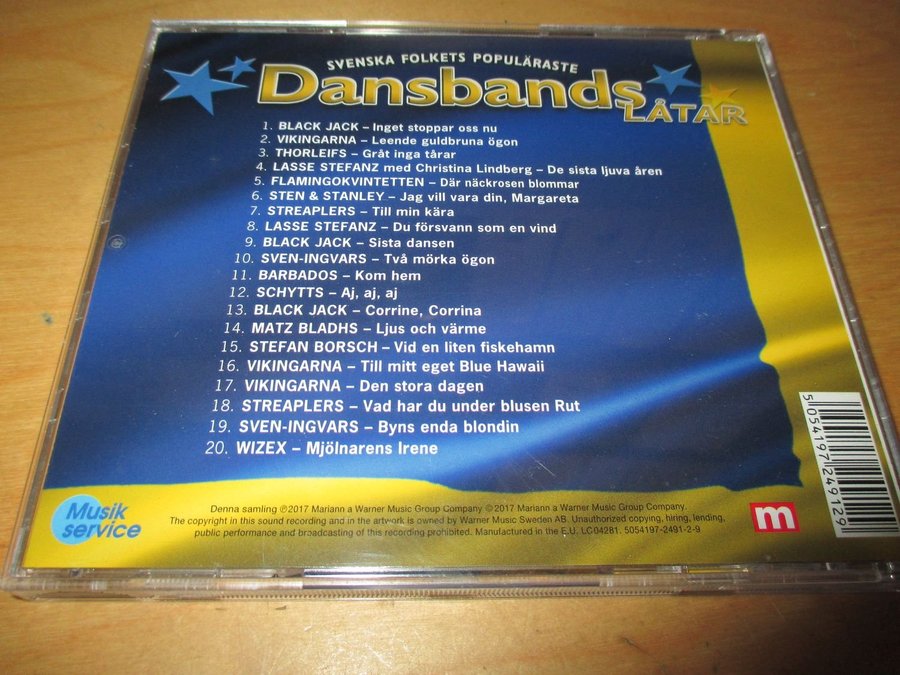 SVENSKA FOLKETS POPULÄRASTE
Dansbands
LÅTAR
1. BLACK JACK – Inget stoppar oss nu
2. VIKINGARNA – Leende guldbruna ögon
3. THORLEIFS – Gråt inga tårar
4. LASSE STEFANZ med Christina Lindberg – De sista ljuva åren
5. FLAMINGOKVINTETTEN – Där näckrosen blommar
6. STEN & STANLEY – Jag vill vara din, Margareta
7. STREAPLERS – Till min kära
8. LASSE STEFANZ – Du försvann som en vind
9. BLACK JACK – Sista dansen
10. SVEN-INGVARS – Två mörka ögon
11. BARBADOS – Kom hem
12. SCHYTTS – Aj, aj, aj
13. BLACK JACK – Corrine, Corrina
14. MATZ BLADHS – Ljus och värme
15. STEFAN BORSCH – Vid en liten fiskehamn
16. VIKINGARNA – Till mitt eget Blue Hawaii
17. VIKINGARNA – Den stora dagen
18. STREAPLERS – Vad har du under blusen Rut
19. SVEN-INGVARS – Byns enda blondin
20. WIZEX – Mjölnarens Irene
Musik
service
Denna samling ℗2017 Mariann a Warner Music Group Company. ©2017 Mariann a Warner Music Group Company.
The copyright in this sound recording and in the artwork is owned by Warner Music Sweden AB. Unauthorized copying, hiring, lending,
public performance and broadcasting of this recording prohibited. Manufactured in the E.U. LC04281. 5054197-2491-2-9
m
5 054197 249129